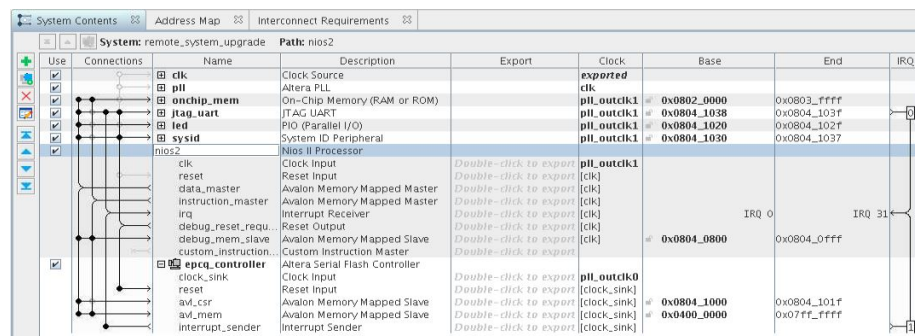 System Contents Address Map Interconnect Requirements
System: remote_system_upgrade Path: nios2
Use Connections Name Description Export Clock Base End IRQ
clk Clock Source exported
pll Altera PLL clk
onchip_mem On-Chip Memory (RAM or ROM) pll_outclk1 0x0802_0000 0x0803_ffff
jtag_uart JTAG UART pll_outclk1 0x0804_1038 0x0804_103f 0
led PIO (Parallel I/O) pll_outclk1 0x0804_1020 0x0804_102f
sysid System ID Peripheral pll_outclk1 0x0804_1030 0x0804_1037
nios2 Nios II Processor
clk Clock Input Double-click to export pll_outclk1
reset Reset Input Double-click to export [clk]
data_master Avalon Memory Mapped Master Double-click to export [clk]
instruction_master Avalon Memory Mapped Master Double-click to export [clk]
irq Interrupt Receiver Double-click to export [clk] IRQ 0 IRQ 31
debug_reset_requ... Reset Output Double-click to export [clk]
debug_mem_slave Avalon Memory Mapped Slave Double-click to export [clk] 0x0804_0800 0x0804_0fff
custom_instruction... Custom Instruction Master Double-click to export
epcq_controller Altera Serial Flash Controller
clock_sink Clock Input Double-click to export pll_outclk0
reset Reset Input Double-click to export [clock_sink]
avl_csr Avalon Memory Mapped Slave Double-click to export [clock_sink] 0x0804_1000 0x0804_101f
avl_mem Avalon Memory Mapped Slave Double-click to export [clock_sink] 0x0400_0000 0x07ff_ffff
interrupt_sender Interrupt Sender Double-click to export [clock_sink] 1